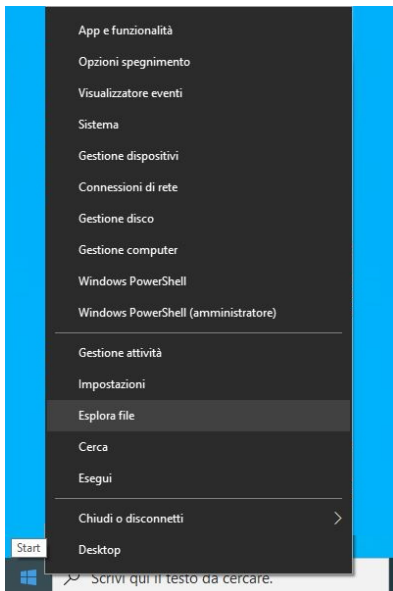 App e funzionalità
Opzioni spegnimento
Visualizzatore eventi
Sistema
Gestione dispositivi
Connessioni di rete
Gestione disco
Gestione computer
Windows PowerShell
Windows PowerShell (amministratore)
Gestione attività
Impostazioni
Esplora file
Cerca
Esegui
Chiudi o disconnetti
Desktop
Start
Scrivi qui il testo da cercare.